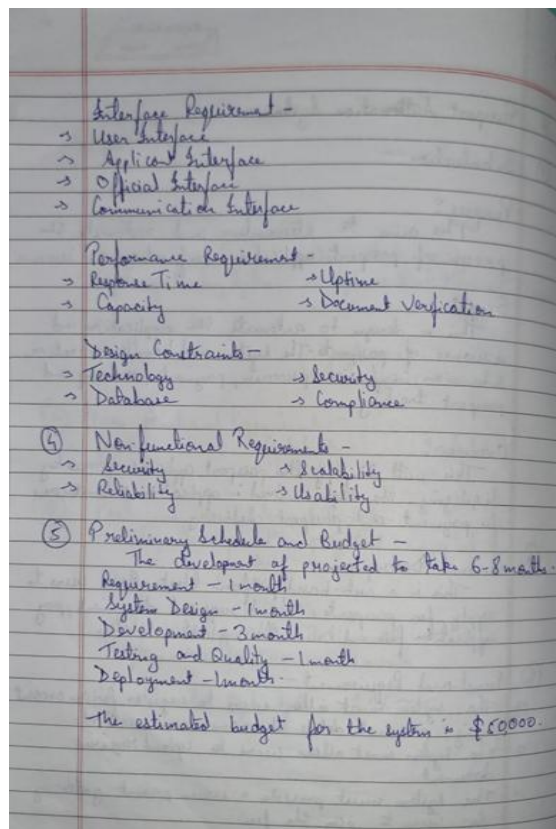 Interface Requirement -
→ User Interface
→ Applicant Interface
→ Official Interface
→ Communication Interface
Performance Requirement -
→ Response Time → Uptime
→ Capacity → Document Verification
Design Constraints -
→ Technology → Security
→ Database → Compliance
④ Non-functional Requirements -
→ Security → Scalability
→ Reliability → Usability
⑤ Preliminary Schedule and Budget -
The development of projected to take 6-8 months.
Requirement - 1 month
System Design - 1 month
Development - 3 month
Testing and Quality - 1 month
Deployment - 1 month.
The estimated budget for the system is